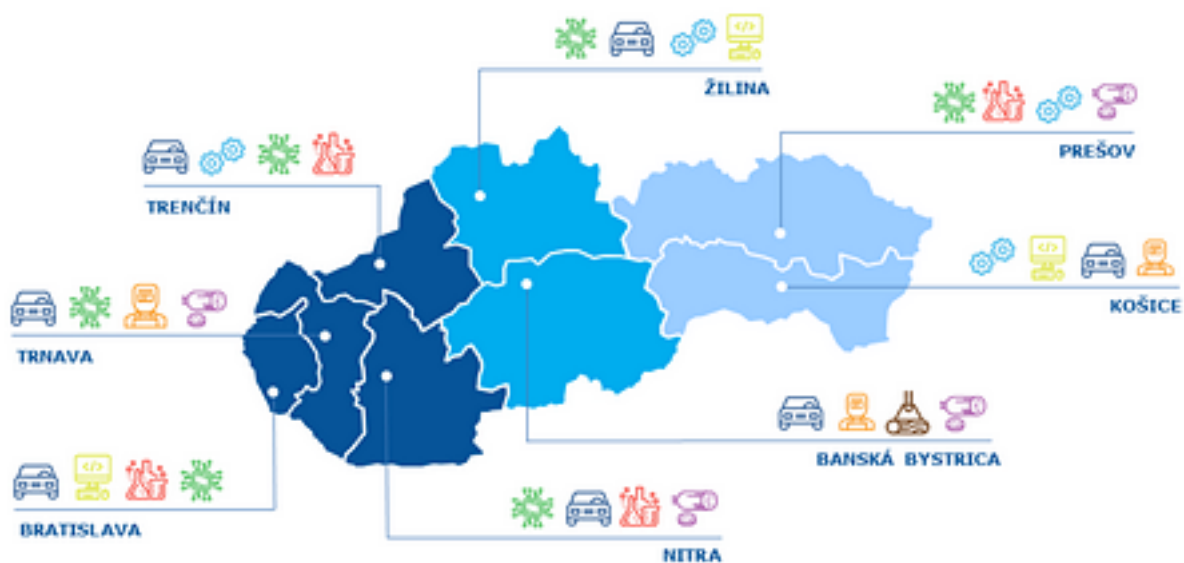 ŽILINA
PREŠOV
TRENČÍN
KOŠICE
TRNAVA
BANSKÁ BYSTRICA
BRATISLAVA
NITRA